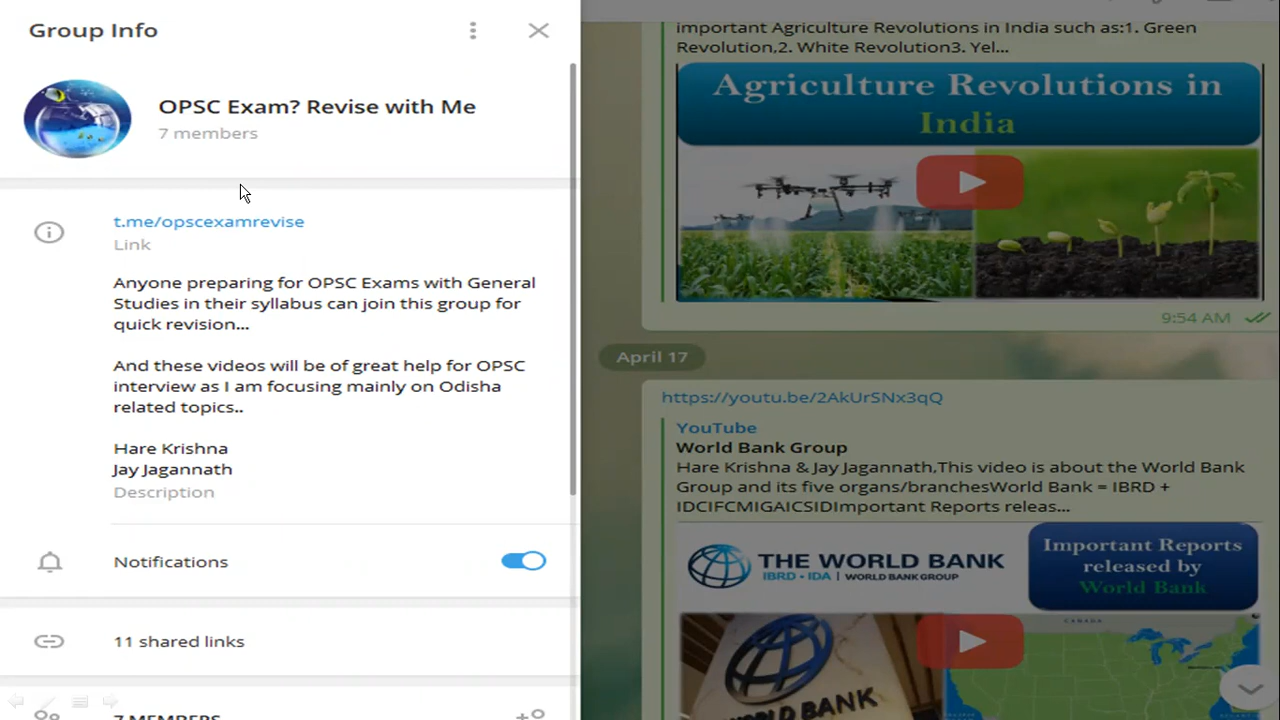 Group Info
OPSC Exam? Revise with Me
7 members
t.me/opscexamrevise
Link
Anyone preparing for OPSC Exams with General
Studies in their syllabus can join this group for
quick revision...
And these videos will be of great help for OPSC
interview as I am focusing mainly on Odisha
related topics..
Hare Krishna
Jay Jagannath
Description
Notifications
11 shared links
7 MEMBERS
important Agriculture Revolutions in India such as:1. Green
Revolution,2. White Revolution3. Yel...
Agriculture Revolutions in
India
9:54 AM
April 17
https://youtu.be/2AkUrSNx3qQ
YouTube
World Bank Group
Hare Krishna & Jay Jagannath,This video is about the World Bank
Group and its five organs/branchesWorld Bank = IBRD +
IDCIFCMIGAICSIDImportant Reports releas...
THE WORLD BANK
IBRD • IDA | WORLD BANK GROUP
Important Reports
released by
World Bank
CANADA
WORLD BANK